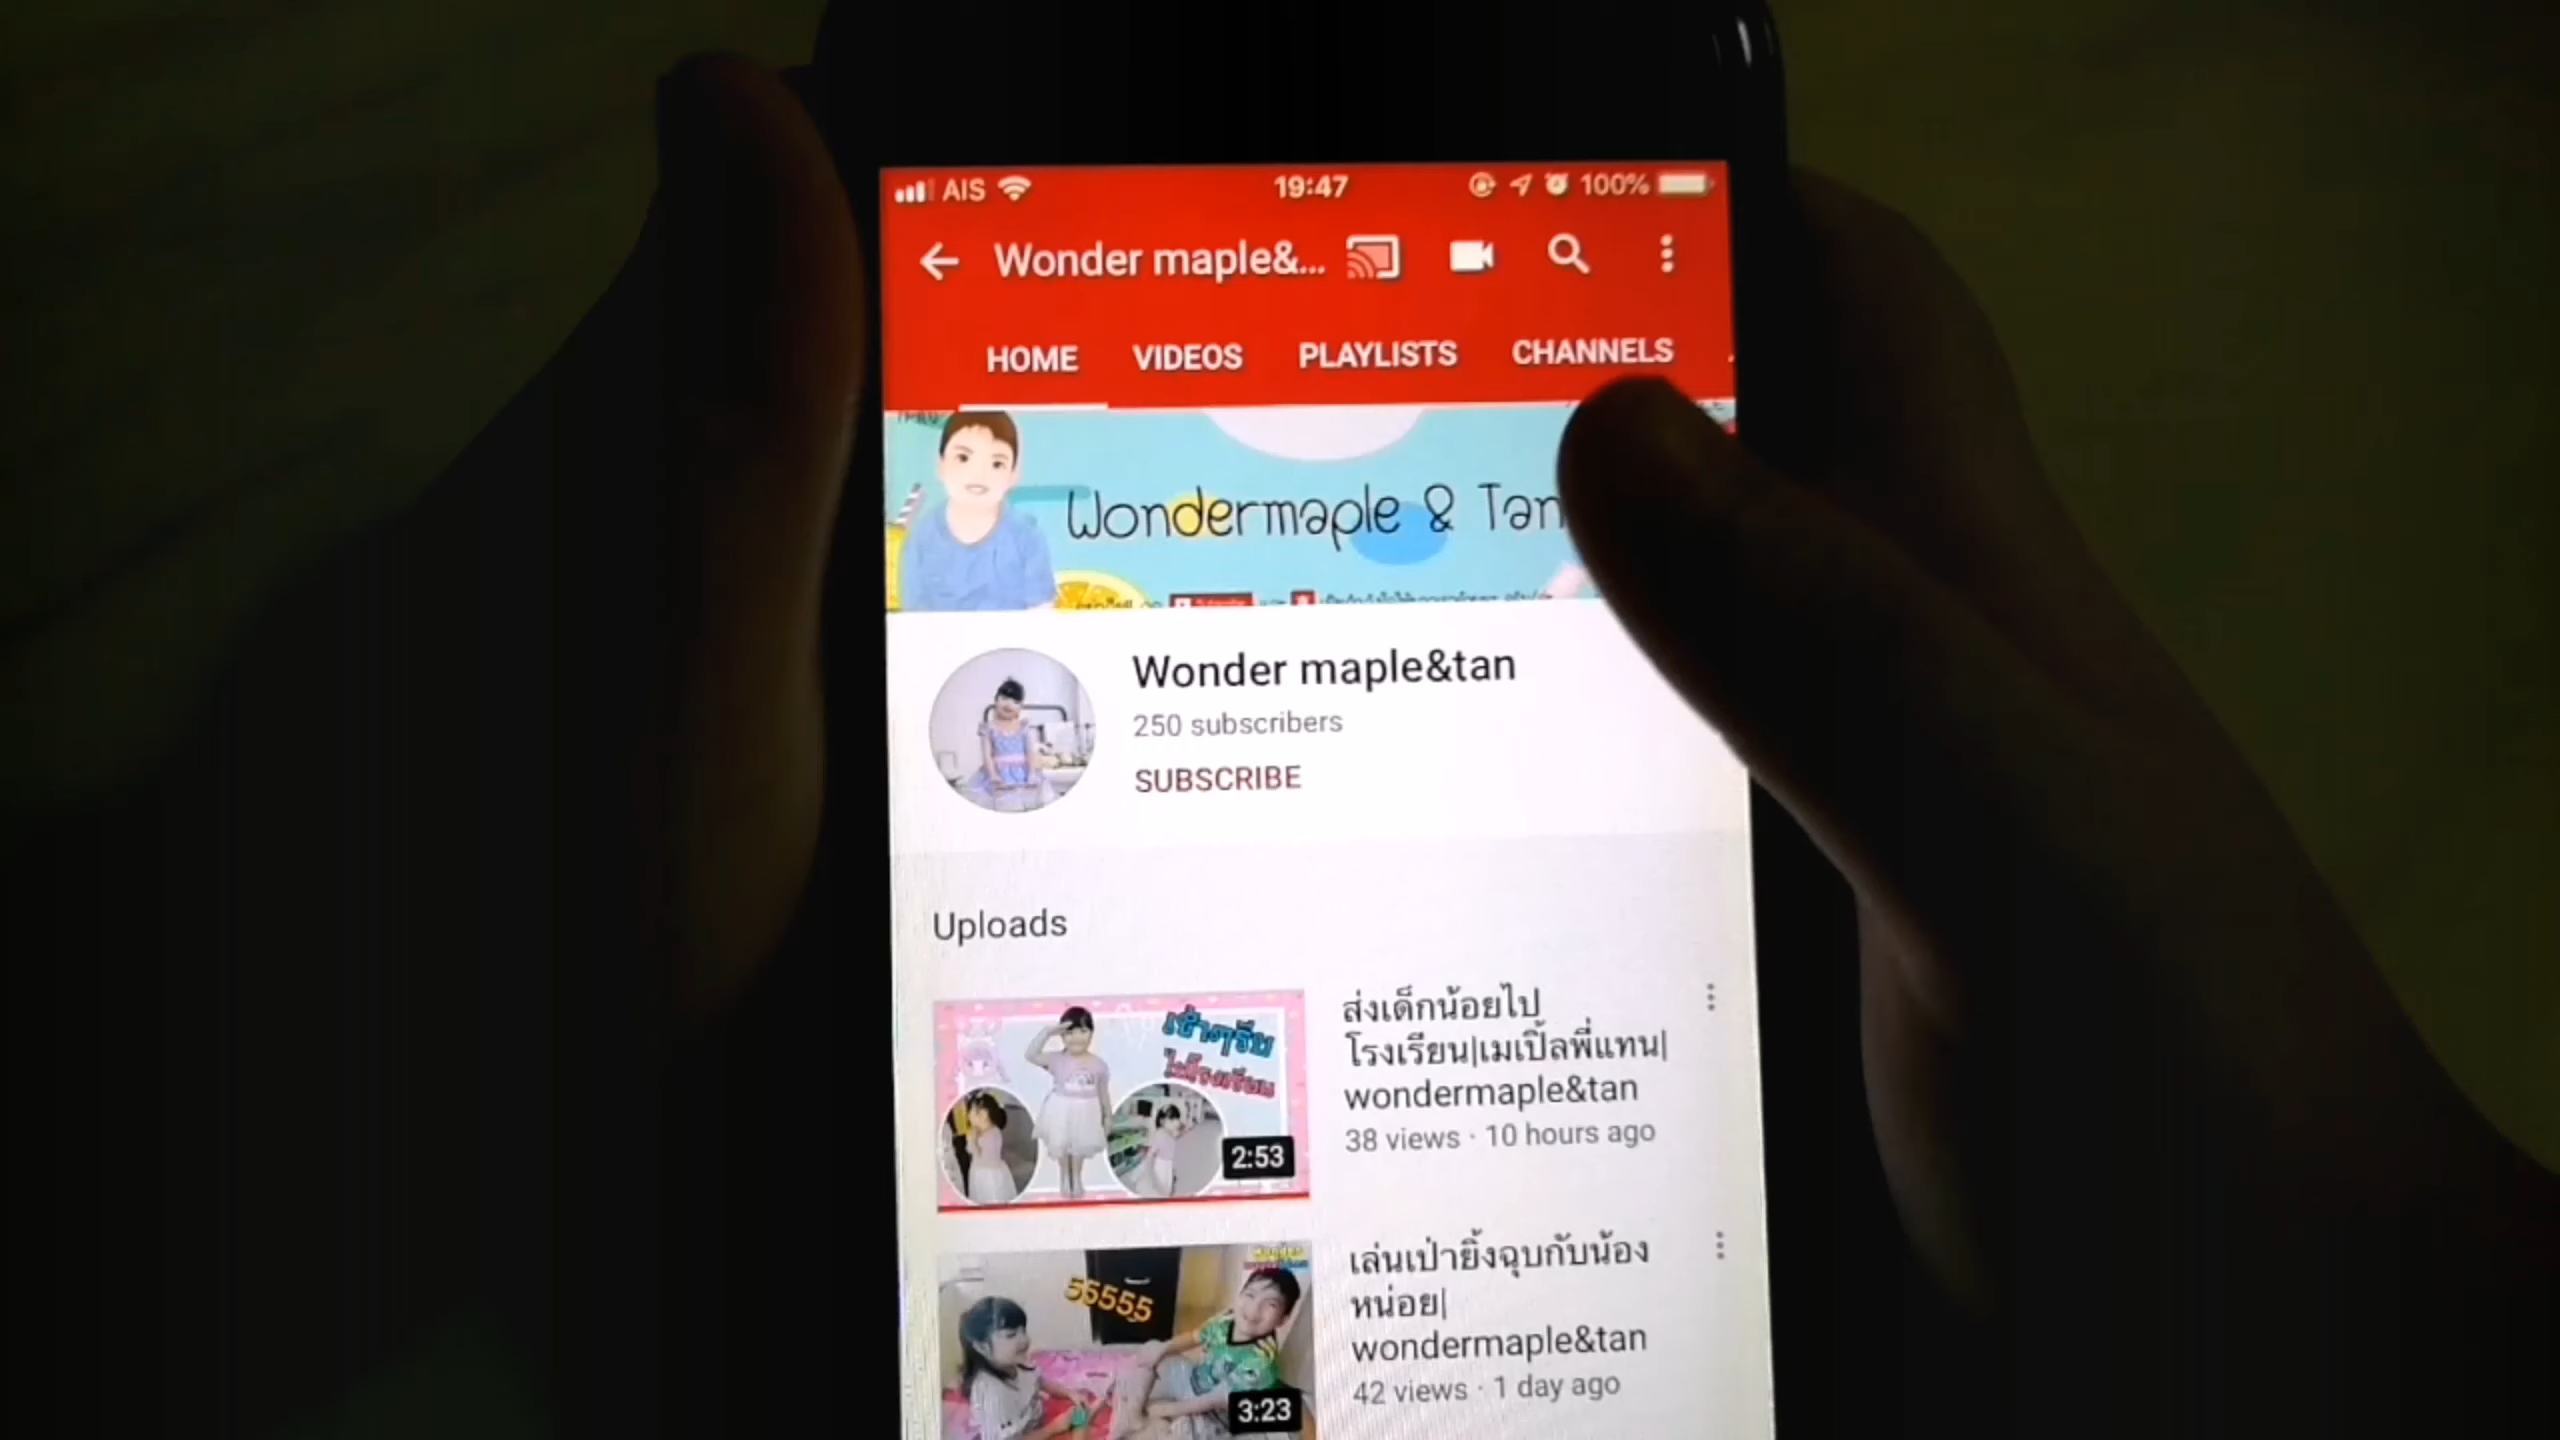 AIS 19:47 100%
Wonder maple&...
HOME VIDEOS PLAYLISTS CHANNELS
Wondermaple & Tan
Wonder maple&tan
250 subscribers
SUBSCRIBE
Uploads
ส่งเด็กน้อยไป
โรงเรียน|เมเปิ้ลพี่แทน|
wondermaple&tan
38 views · 10 hours ago
2:53
เล่นเป่ายิ้งฉุบกับน้อง
หน่อย|
wondermaple&tan
42 views · 1 day ago
55555
3:23